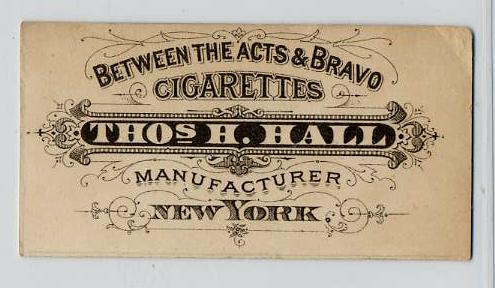 BETWEEN THE ACTS & BRAVO
CIGARETTES
THOS H. HALL
MANUFACTURER
NEW YORK